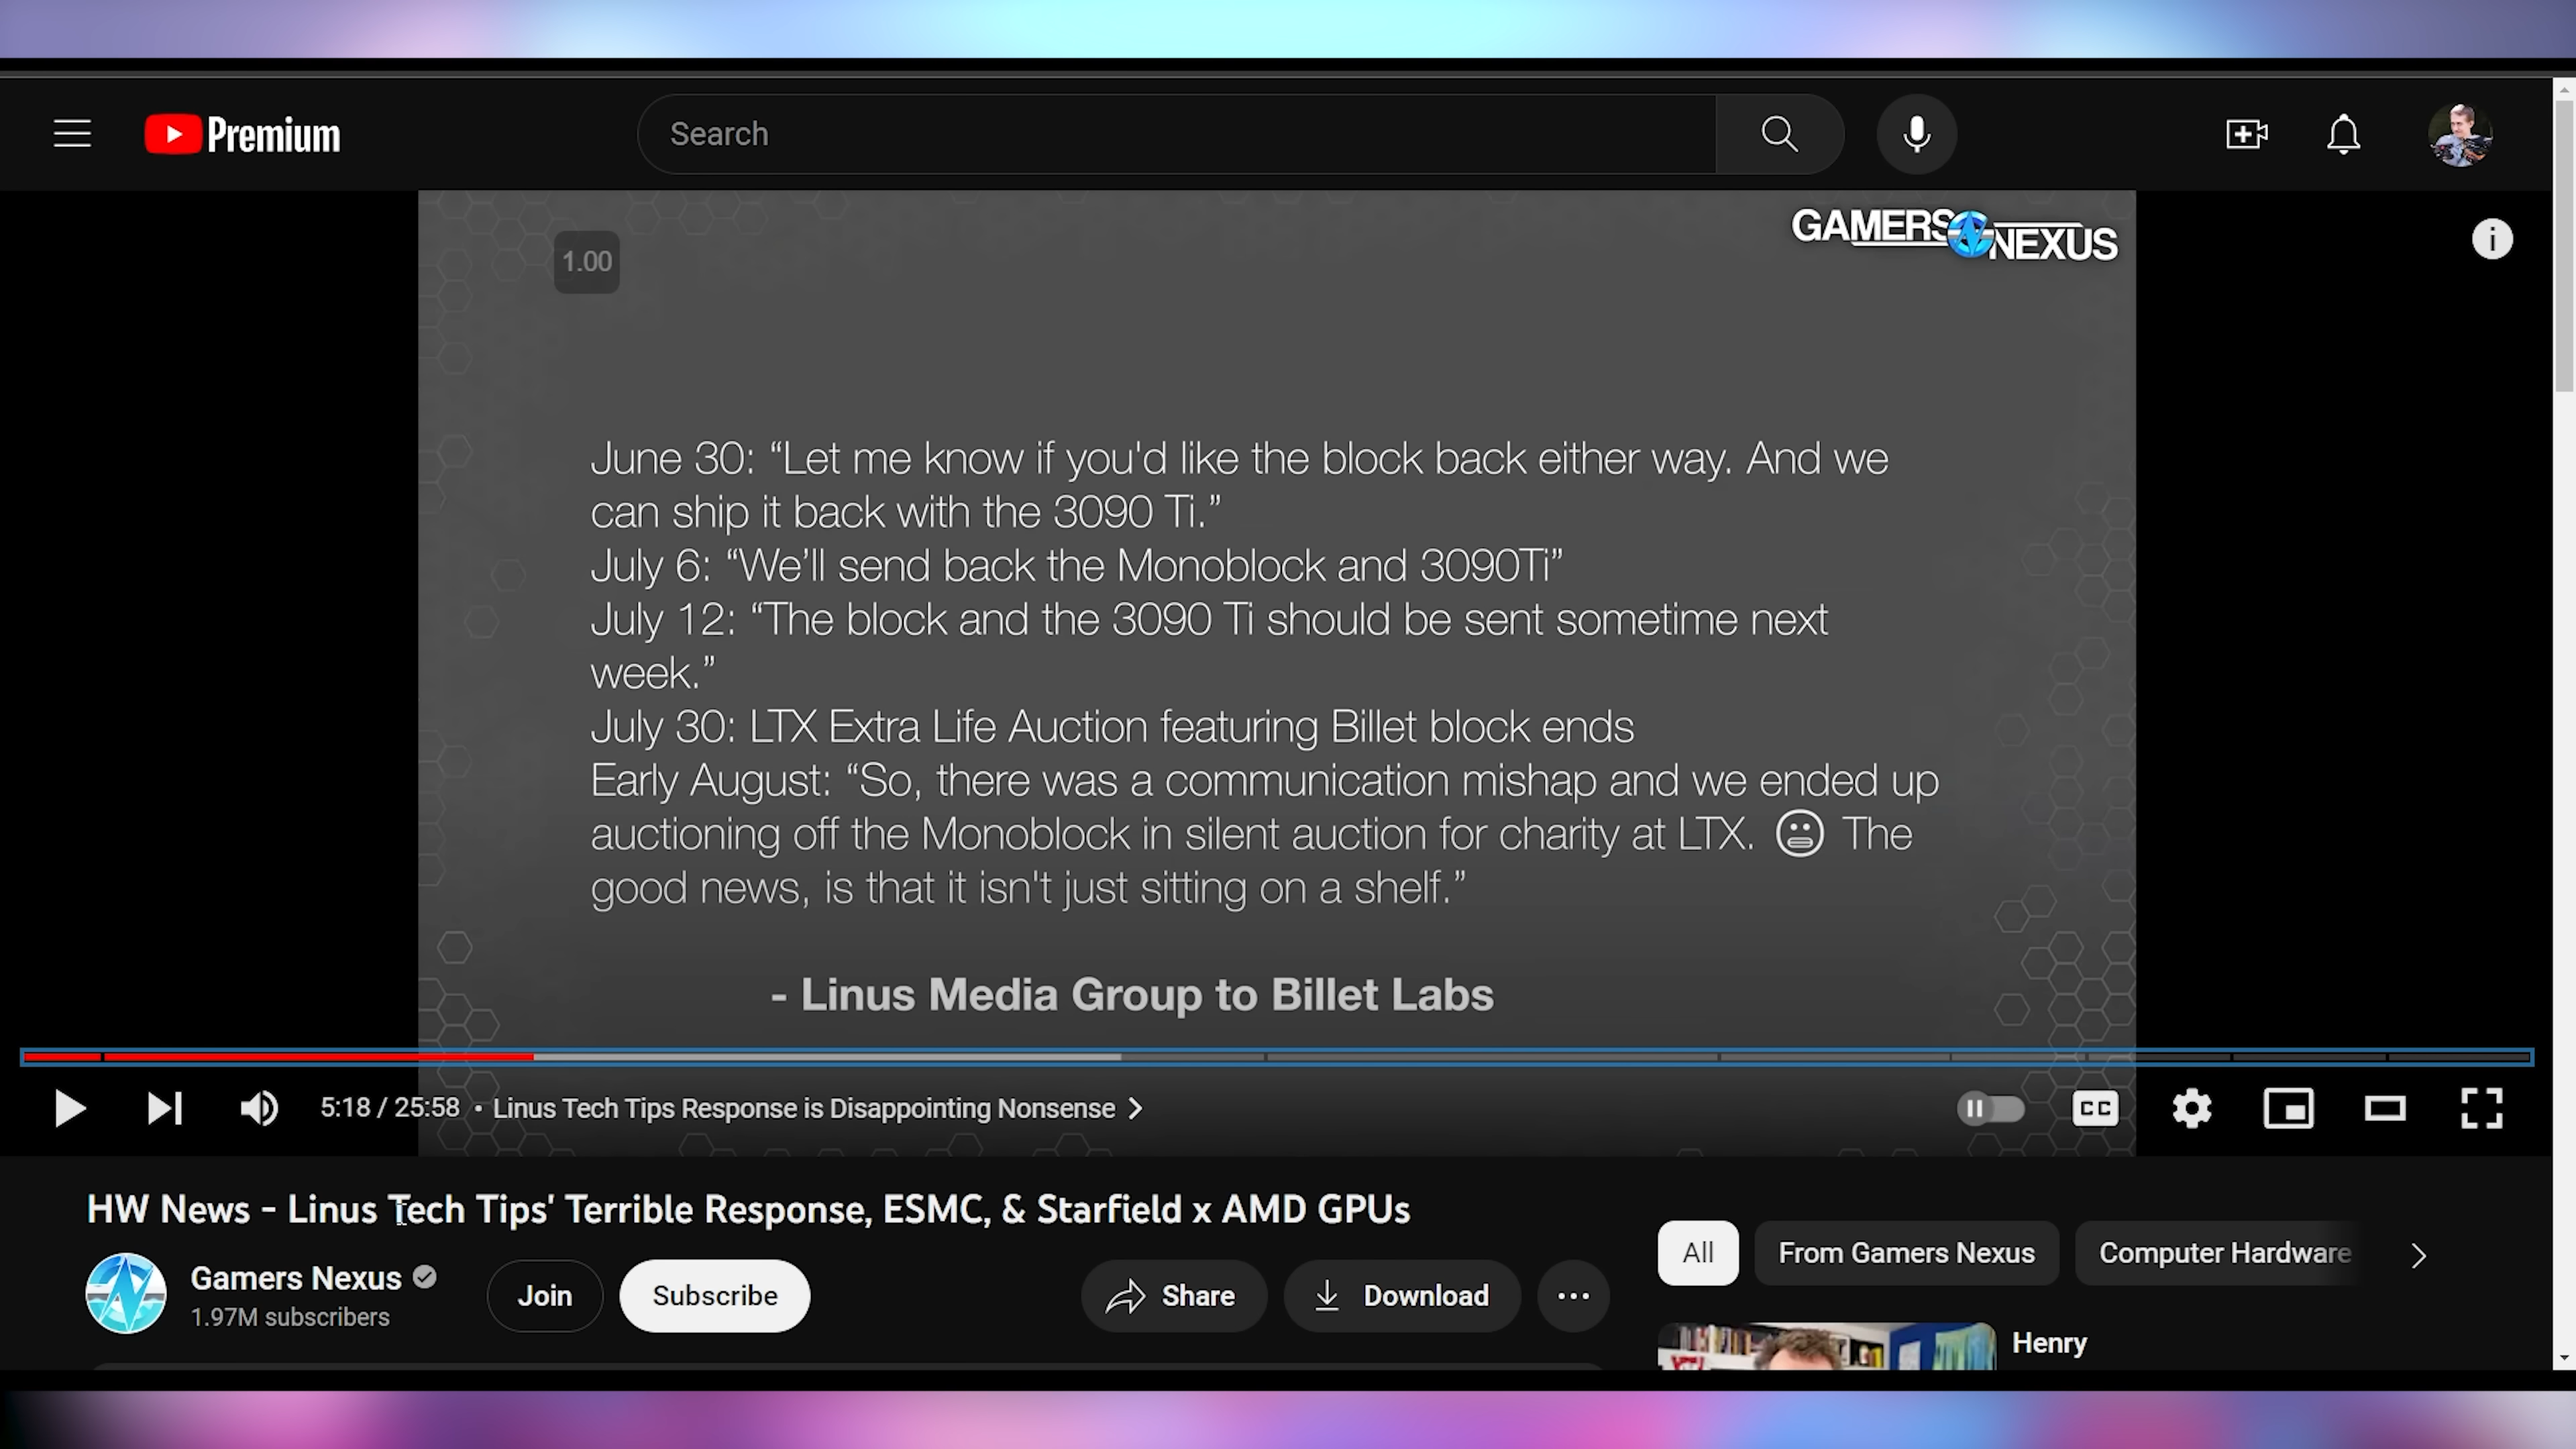 Premium
Search
GAMERS NEXUS
1.00
June 30: “Let me know if you'd like the block back either way. And we
can ship it back with the 3090 Ti.”
July 6: “We’ll send back the Monoblock and 3090Ti”
July 12: “The block and the 3090 Ti should be sent sometime next
week.”
July 30: LTX Extra Life Auction featuring Billet block ends
Early August: “So, there was a communication mishap and we ended up
auctioning off the Monoblock in silent auction for charity at LTX. 😬 The
good news, is that it isn't just sitting on a shelf.”
- Linus Media Group to Billet Labs
5:18 / 25:58 • Linus Tech Tips Response is Disappointing Nonsense
CC
HW News - Linus Tech Tips' Terrible Response, ESMC, & Starfield x AMD GPUs
Gamers Nexus
1.97M subscribers
Join
Subscribe
Share
Download
All
From Gamers Nexus
Computer Hardware
Henry